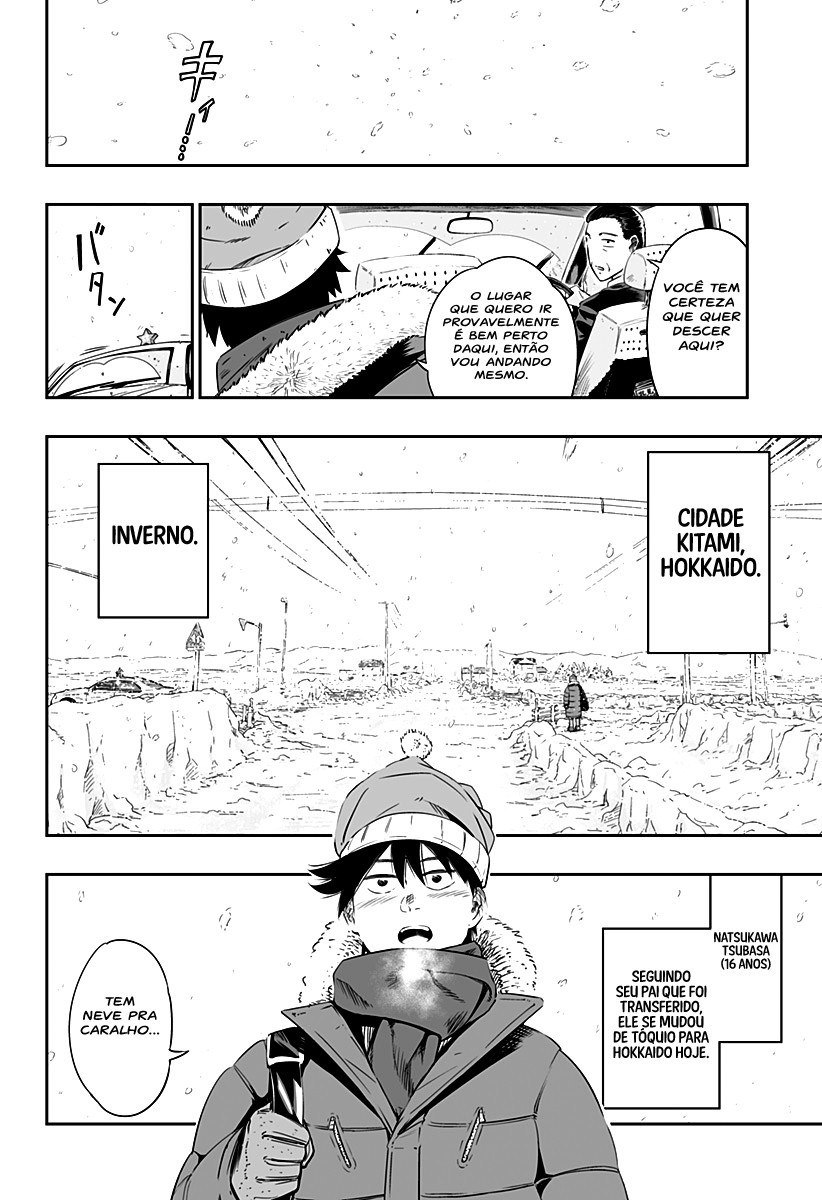 キィ…
VOCÊ TEM
CERTEZA QUE
QUE QUER
DESCER
AQUI?
O LUGAR
QUE QUERO IR
PROVAVELMENTE
É BEM PERTO
DAQUI, ENTÃO
VOU ANDANDO
MESMO.
バタン
CIDADE
KITAMI,
HOKKAIDO.
INVERNO.
NATSUKAWA
TSUBASA
(16 ANOS)
SEGUINDO
SEU PAI QUE FOI
TRANSFERIDO,
ELE SE MUDOU
DE TÓQUIO PARA
HOKKAIDO HOJE.
TEM
NEVE PRA
CARALHO...